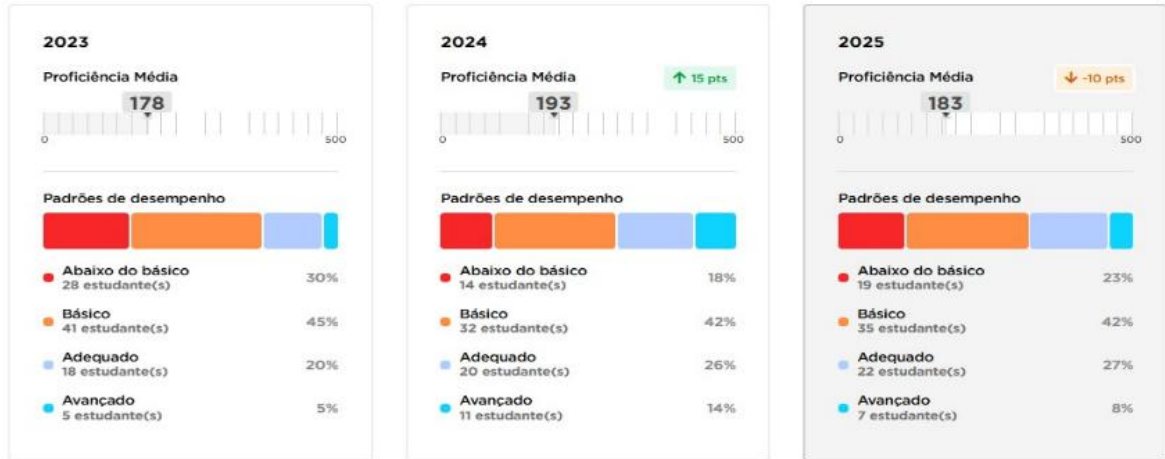 2023
Proficiência Média
178
0
500
Padrões de desempenho
Abaixo do básico
30%
28 estudante(s)
Básico
45%
41 estudante(s)
Adequado
20%
18 estudante(s)
Avançado
5%
5 estudante(s)
2024
Proficiência Média
↑ 15 pts
193
0
500
Padrões de desempenho
Abaixo do básico
18%
14 estudante(s)
Básico
42%
32 estudante(s)
Adequado
26%
20 estudante(s)
Avançado
14%
11 estudante(s)
2025
Proficiência Média
↓ -10 pts
183
0
500
Padrões de desempenho
Abaixo do básico
23%
19 estudante(s)
Básico
42%
35 estudante(s)
Adequado
27%
22 estudante(s)
Avançado
8%
7 estudante(s)